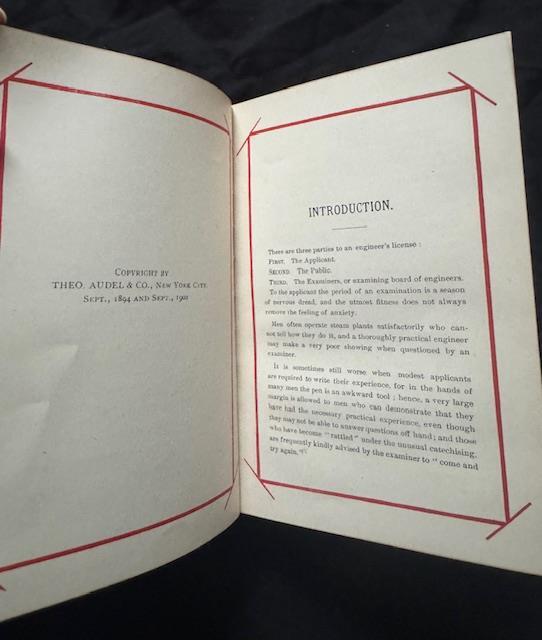 COPYRIGHT BY
THEO. AUDEL & CO., NEW YORK CITY.
SEPT., 1894 AND SEPT., 1901
INTRODUCTION.
There are three parties to an engineer's license :
FIRST. The Applicant.
SECOND. The Public.
THIRD. The Examiners, or examining board of engineers.
To the applicant the period of an examination is a season
of nervous dread, and the utmost fitness does not always
remove the feeling of anxiety.
Men often operate steam plants satisfactorily who can-
not tell how they do it, and a thoroughly practical engineer
may make a very poor showing when questioned by an
examiner.
It is sometimes still worse when modest applicants
are required to write their experience, for in the hands of
many men the pen is an awkward tool ; hence, a very large
margin is allowed to men who can demonstrate that they
have had the necessary practical experience, even though
they may not be able to answer questions off hand ; and those
who have become "rattled" under the unusual catechising,
are frequently kindly advised by the examiner to "come and
try again."